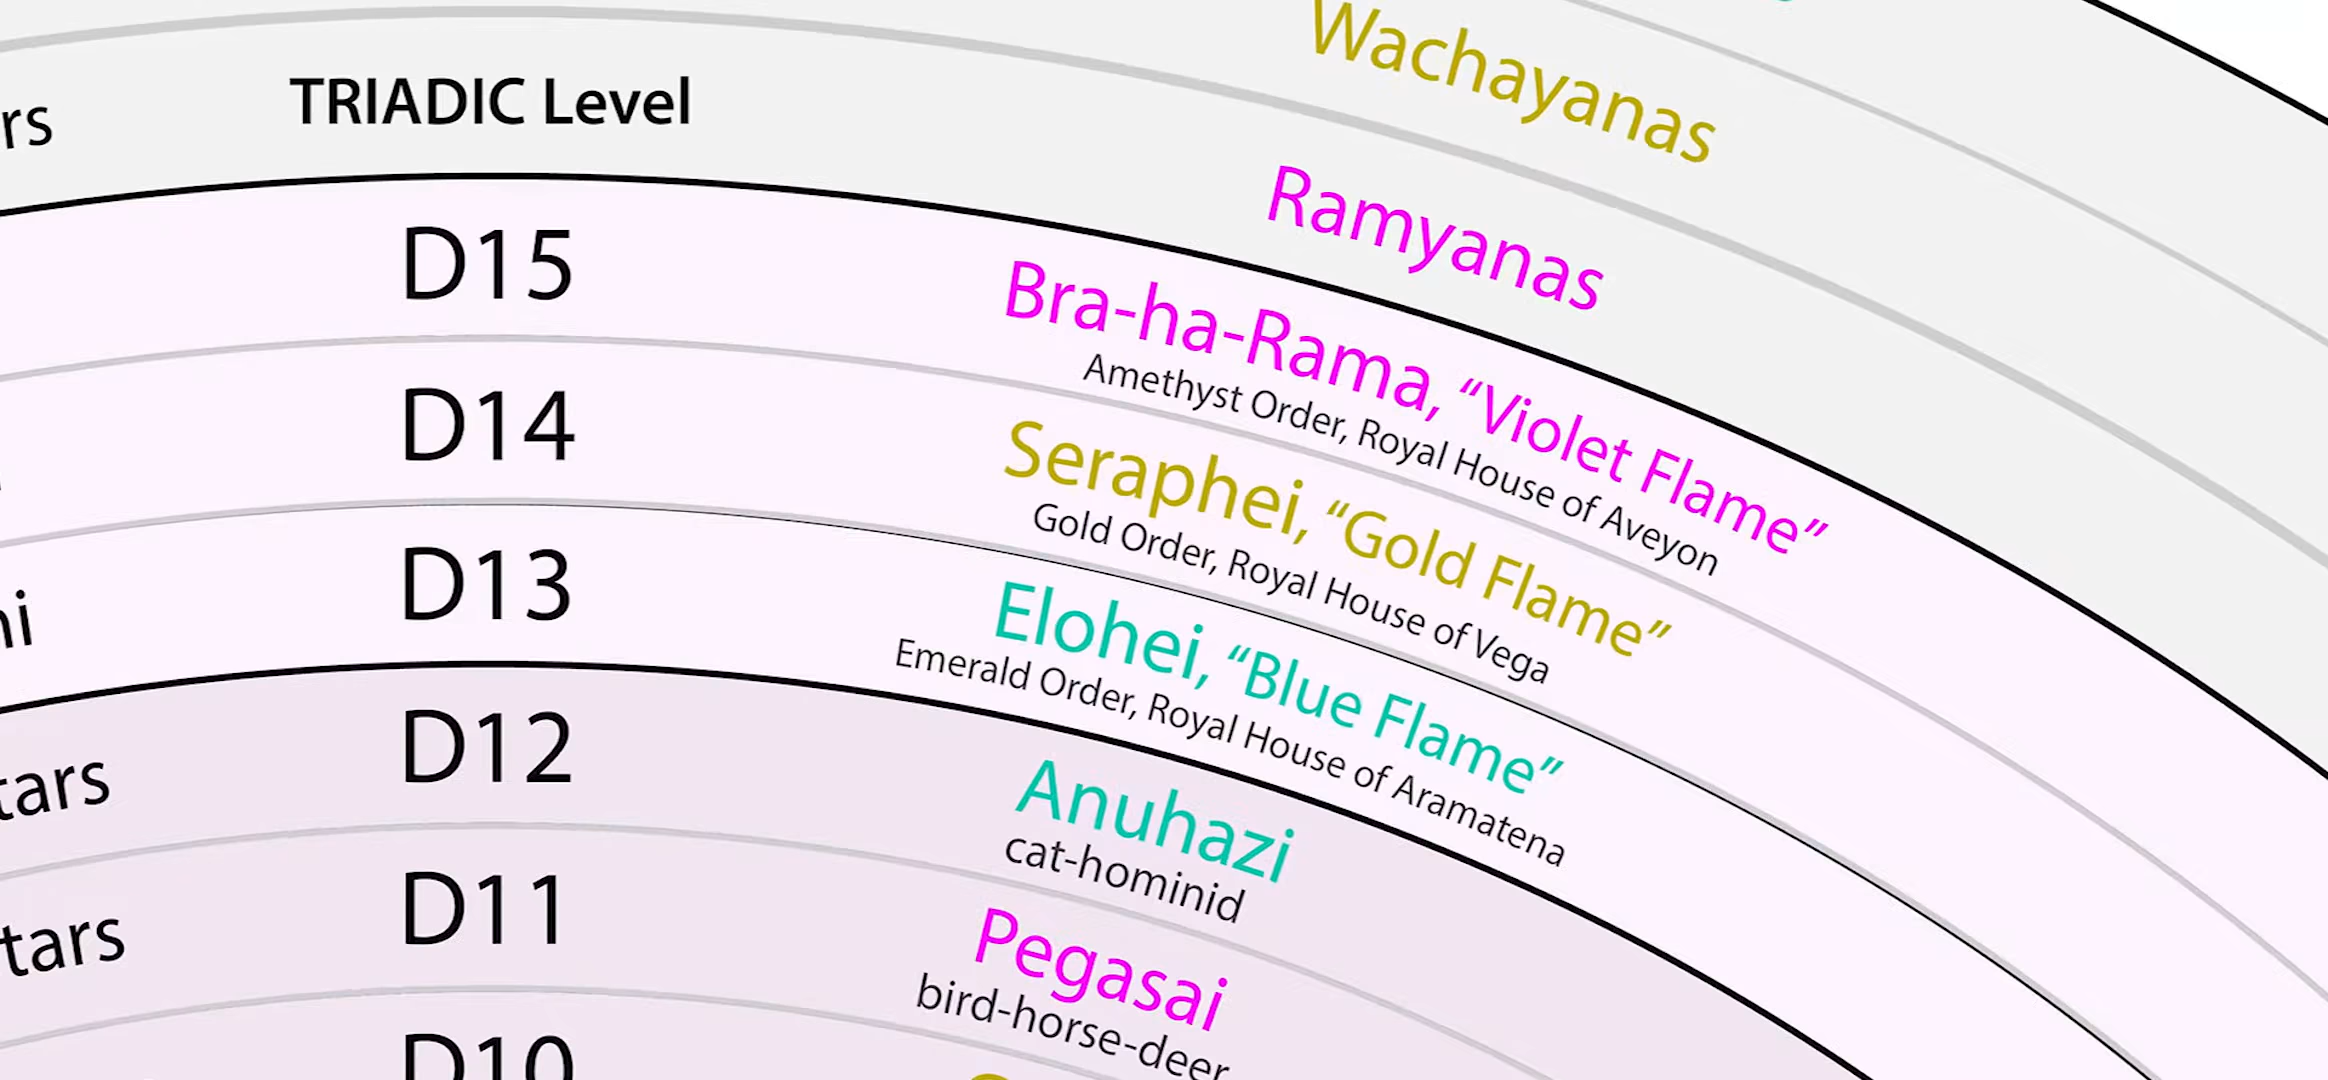 Wachayanas
rs
TRIADIC Level
Ramyanas
D15
Bra-ha-Rama, “Violet Flame”
Amethyst Order, Royal House of Aveyon
D14
Seraphei, “Gold Flame”
Gold Order, Royal House of Vega
D13
ni
Elohei, “Blue Flame”
Emerald Order, Royal House of Aramatena
D12
tars
Anuhazi
cat-hominid
D11
tars
Pegasai
bird-horse-deer
D10